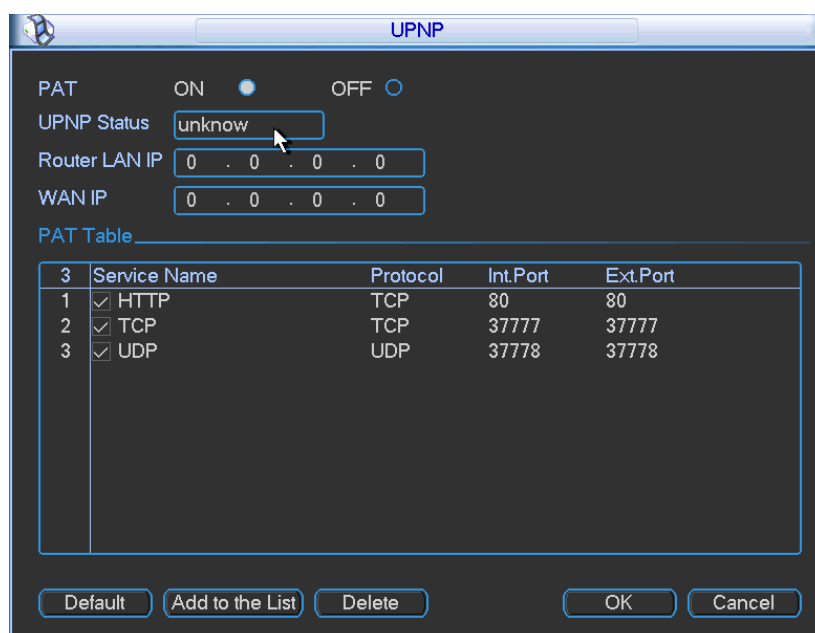 UPNP
PAT ON OFF
UPNP Status unknow
Router LAN IP 0 . 0 . 0 . 0
WAN IP 0 . 0 . 0 . 0
PAT Table
3 Service Name Protocol Int.Port Ext.Port
1 HTTP TCP 80 80
2 TCP TCP 37777 37777
3 UDP UDP 37778 37778
Default Add to the List Delete OK Cancel